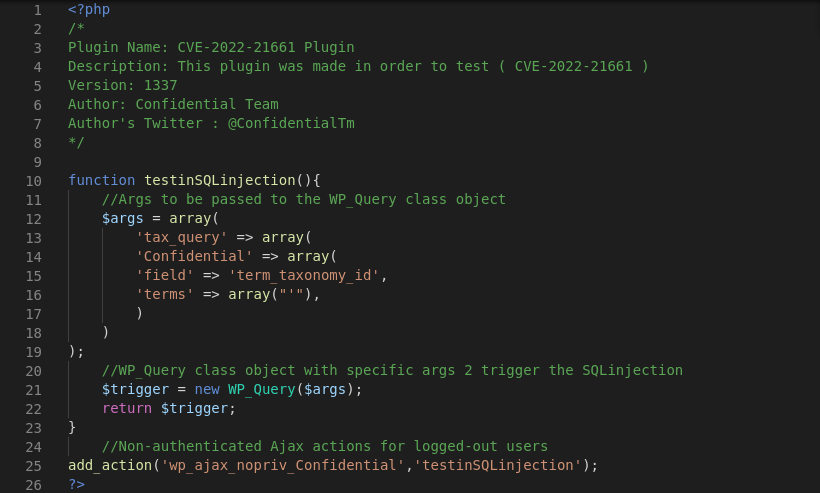 1 <?php
2 /*
3 Plugin Name: CVE-2022-21661 Plugin
4 Description: This plugin was made in order to test ( CVE-2022-21661 )
5 Version: 1337
6 Author: Confidential Team
7 Author's Twitter : @ConfidentialTm
8 */
9
10 function testinSQLinjection(){
11     //Args to be passed to the WP_Query class object
12     $args = array(
13         'tax_query' => array(
14         'Confidential' => array(
15         'field' => 'term_taxonomy_id',
16         'terms' => array("'"),
17         )
18     )
19 );
20     //WP_Query class object with specific args 2 trigger the SQLinjection
21     $trigger = new WP_Query($args);
22     return $trigger;
23 }
24     //Non-authenticated Ajax actions for logged-out users
25 add_action('wp_ajax_nopriv_Confidential','testinSQLinjection');
26 ?>